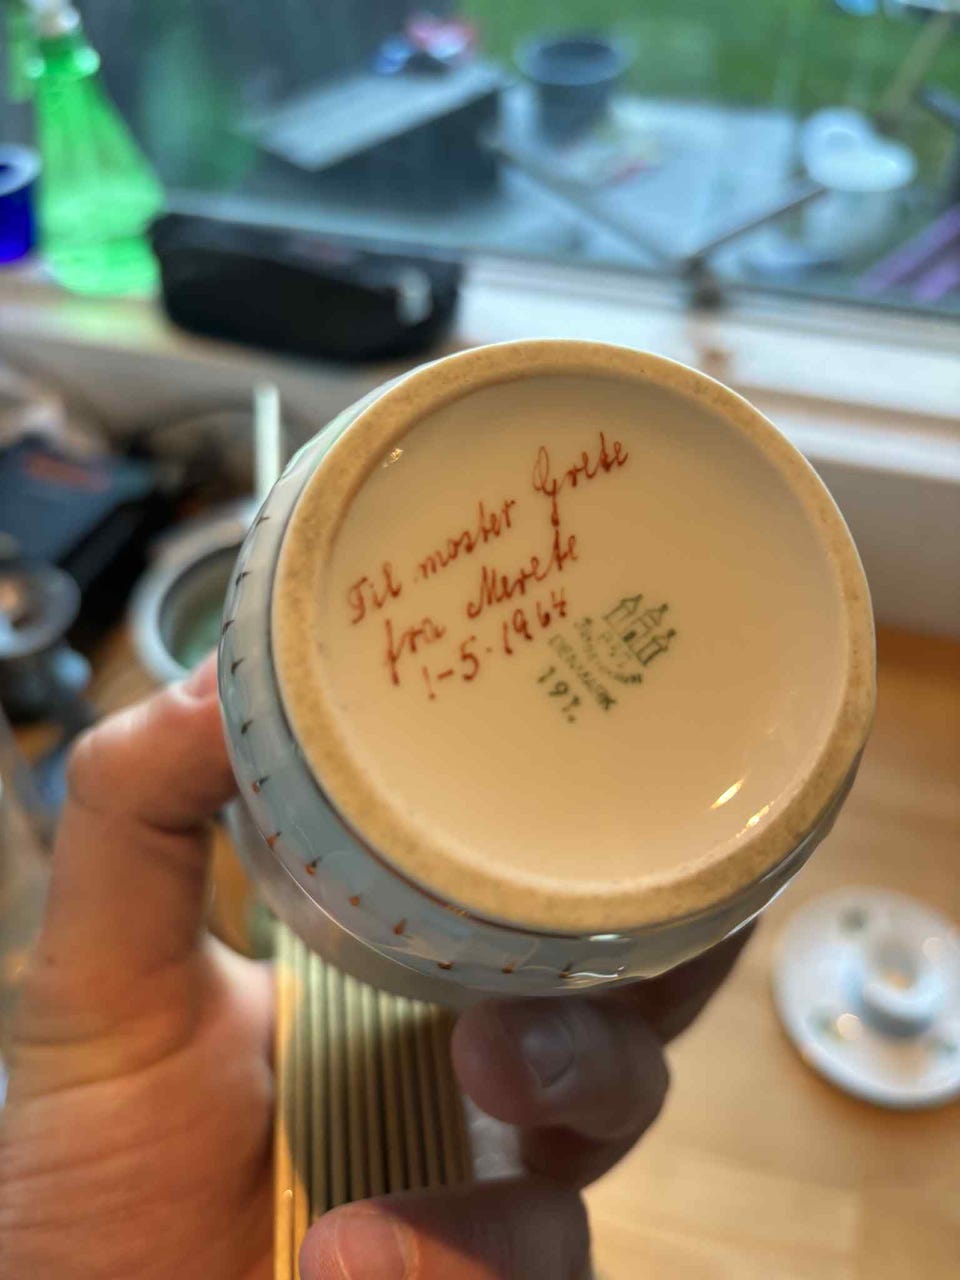 Til moster Grete
fra Merete
1-5-1964
DENMARK
197.